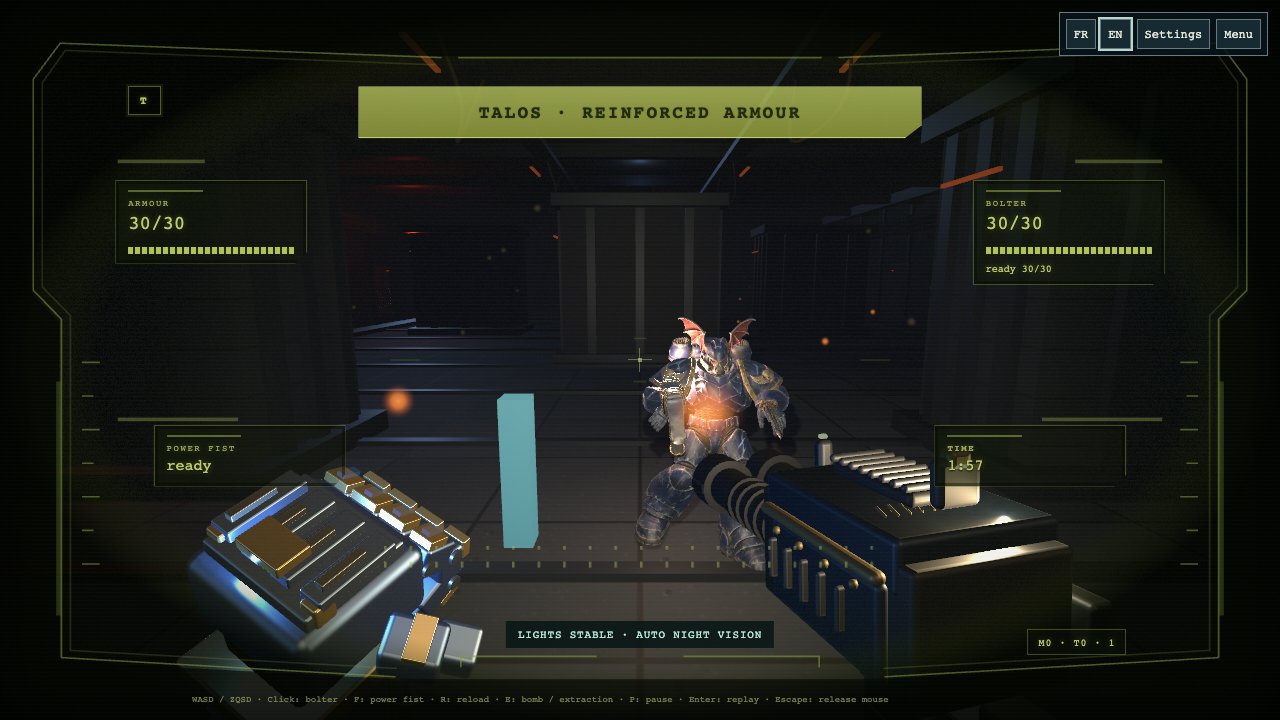 FR EN Settings Menu
T
TALOS · REINFORCED ARMOUR
ARMOUR
30/30
BOLTER
30/30
ready 30/30
POWER FIST
ready
TIME
1:57
LIGHTS STABLE · AUTO NIGHT VISION
M0 · T0 · 1
WASD / ZQSD · Click: bolter · F: power fist · R: reload · E: bomb / extraction · P: pause · Enter: replay · Escape: release mouse